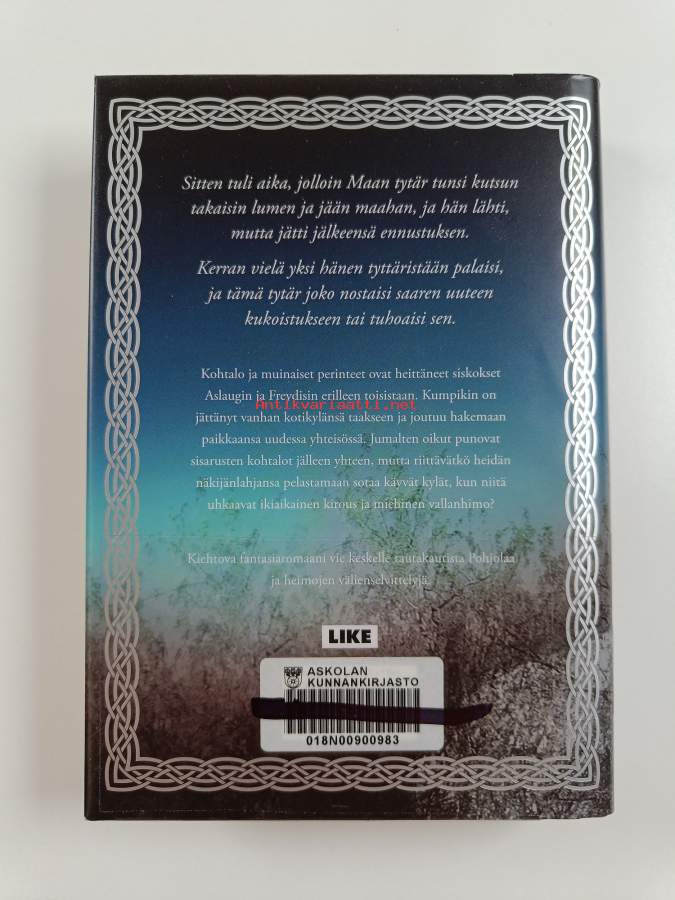 Sitten tuli aika, jolloin Maan tytär tunsi kutsun
takaisin lumen ja jään maahan, ja hän lähti,
mutta jätti jälkeensä ennustuksen.
Kerran vielä yksi hänen tyttäristään palaisi,
ja tämä tytär joko nostaisi saaren uuteen
kukoistukseen tai tuhoaisi sen.
Kohtalo ja muinaiset perinteet ovat heittäneet siskokset
Aslaugin ja Freydisin erilleen toisistaan. Kumpikin on
Antikvariaatti.net
jättänyt vanhan kotikylänsä taakseen ja joutuu hakemaan
paikkaansa uudessa yhteisössä. Jumalten oikut punovat
sisarusten kohtalot jälleen yhteen, mutta riittävätkö heidän
näkijänlahjansa pelastamaan sotaa käyvät kylät, kun niitä
uhkaavat ikiaikainen kirous ja miehinen vallanhimo?
Kiehtova fantasiaromaani vie keskelle rautakautista Pohjolaa
ja heimojen välienselvittelyjä.
LIKE
ASKOLAN
KUNNANKIRJASTO
018N00900983